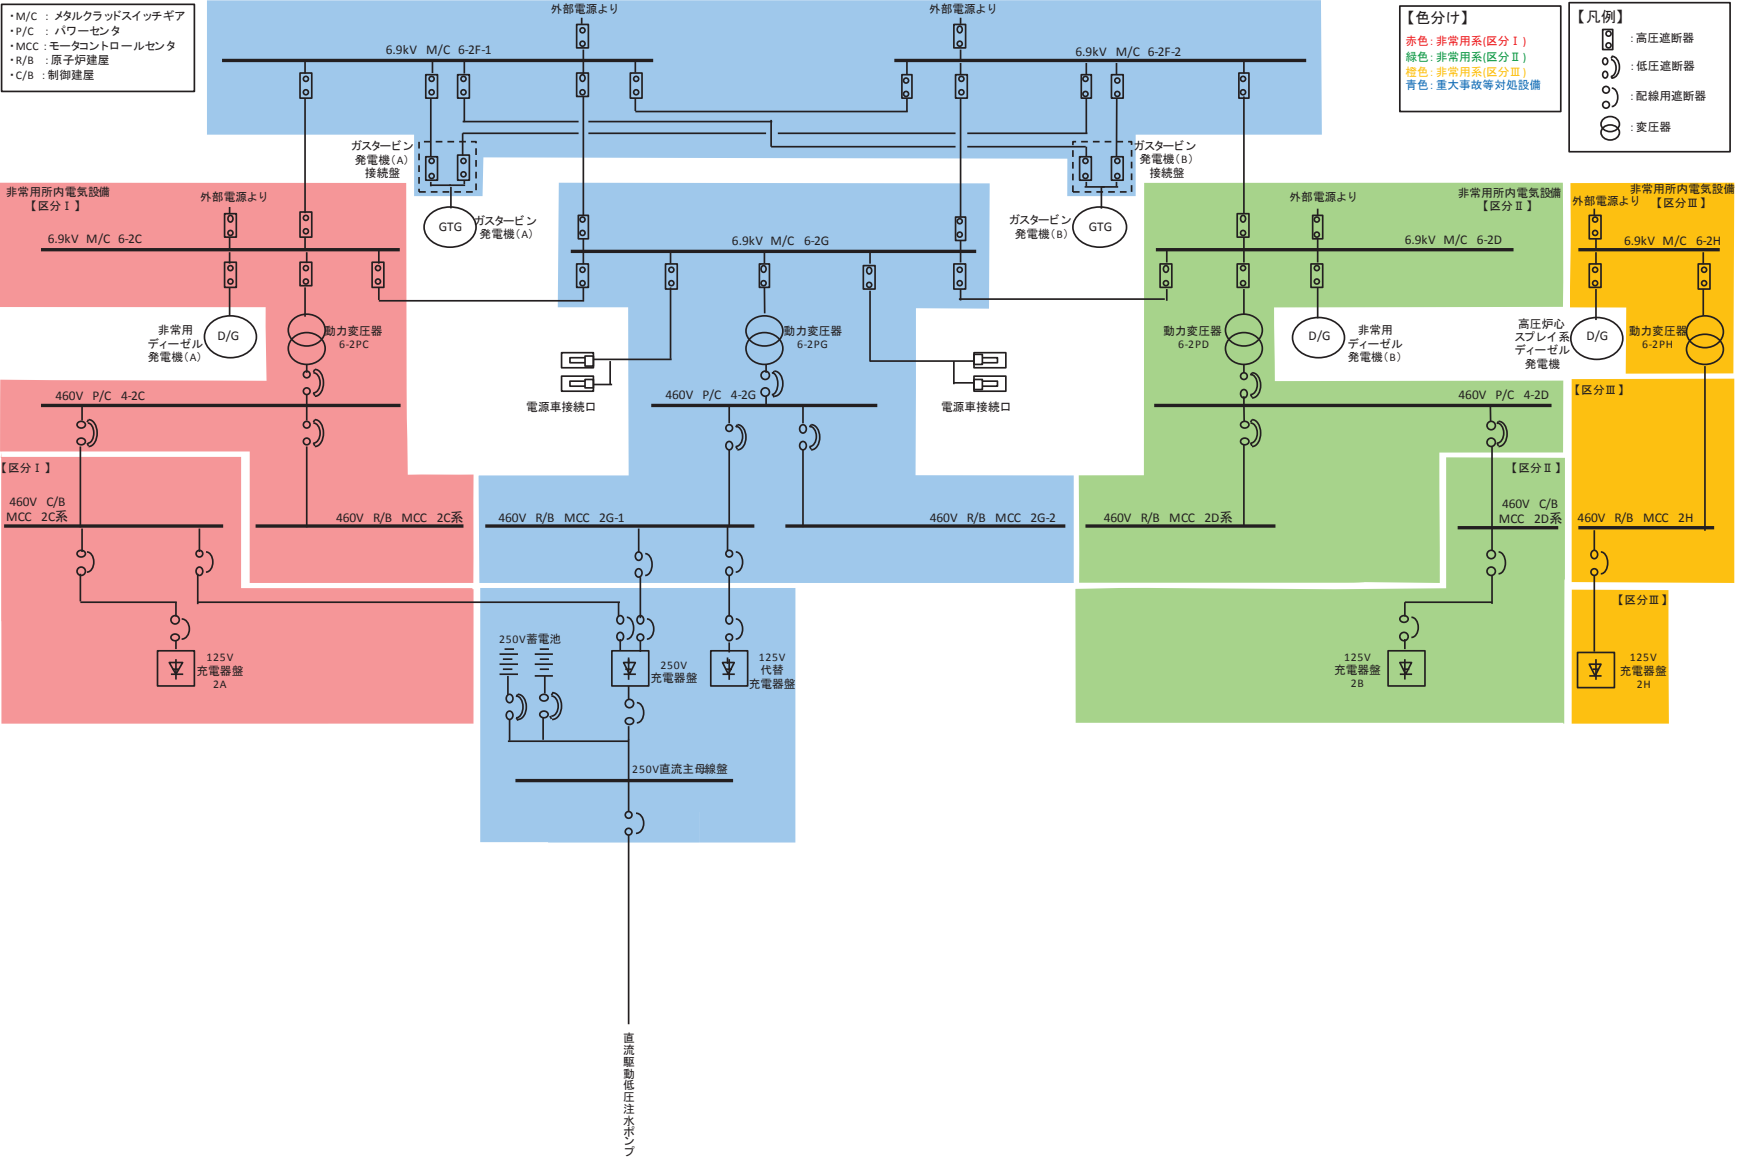 ・M/C ： メタルクラッドスイッチギア
・P/C ： パワーセンタ
・MCC ：モータコントロールセンタ
・R/B ：原子炉建屋
・C/B ：制御建屋
外部電源より
外部電源より
6.9kV M/C 6-2F-1
6.9kV M/C 6-2F-2
【色分け】
赤色：非常用系(区分Ⅰ)
緑色：非常用系(区分Ⅱ)
橙色：非常用系(区分Ⅲ)
青色：重大事故等対処設備
【凡例】
：高圧遮断器
：低圧遮断器
：配線用遮断器
：変圧器
ガスタービン
発電機(A)
接続盤
ガスタービン
発電機(B)
接続盤
GTG
ガスタービン
発電機(A)
ガスタービン
発電機(B)
GTG
非常用所内電気設備
【区分Ⅰ】
外部電源より
6.9kV M/C 6-2C
6.9kV M/C 6-2G
外部電源より
非常用所内電気設備
【区分Ⅱ】
6.9kV M/C 6-2D
非常用所内電気設備
【区分Ⅲ】
外部電源より
6.9kV M/C 6-2H
非常用
ディーゼル
発電機(A)
D/G
動力変圧器
6-2PC
動力変圧器
6-2PG
動力変圧器
6-2PD
D/G
非常用
ディーゼル
発電機(B)
高圧炉心
スプレイ系
ディーゼル
発電機
D/G
動力変圧器
6-2PH
電源車接続口
電源車接続口
460V P/C 4-2C
460V P/C 4-2G
460V P/C 4-2D
【区分Ⅲ】
【区分Ⅰ】
【区分Ⅱ】
460V C/B
MCC 2C系
460V R/B MCC 2C系
460V R/B MCC 2G-1
460V R/B MCC 2G-2
460V R/B MCC 2D系
460V C/B
MCC 2D系
460V R/B MCC 2H
【区分Ⅲ】
125V
充電器盤
2A
250V蓄電池
250V
充電器盤
125V
代替
充電器盤
125V
充電器盤
2B
125V
充電器盤
2H
250V直流主母線盤
直流駆動低圧注水ポンプ